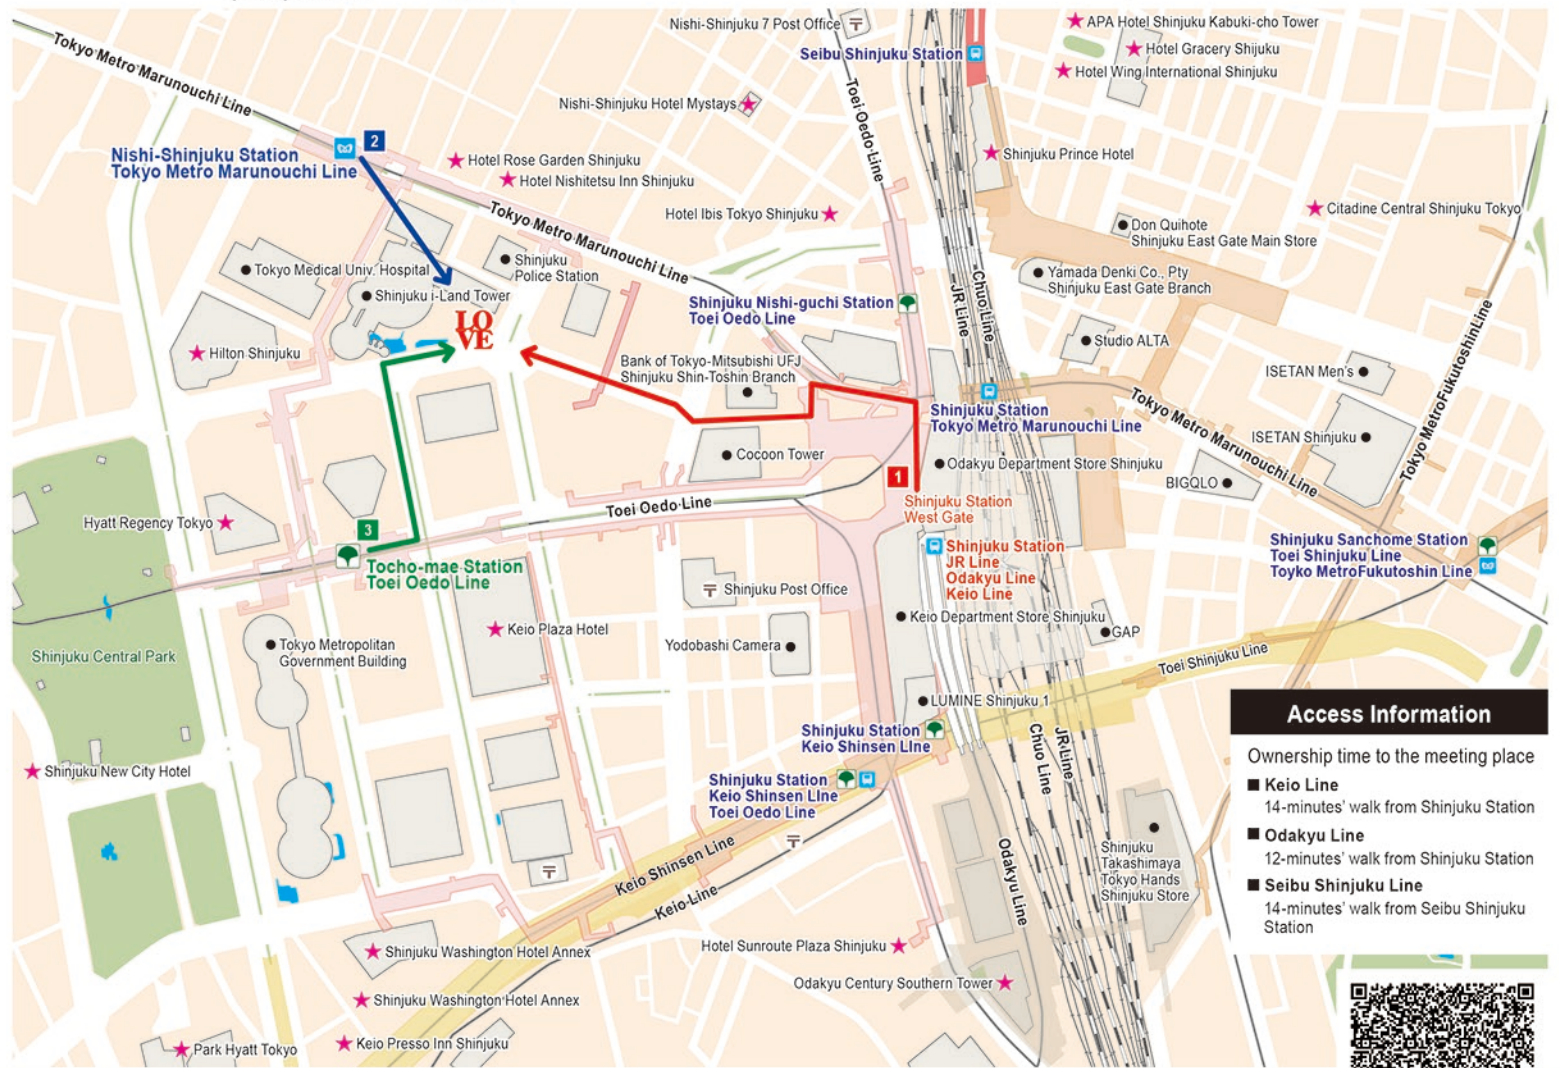 Nishi-Shinjuku 7 Post Office
APA Hotel Shinjuku Kabuki-cho Tower
Hotel Gracery Shijuku
Hotel Wing International Shinjuku
Seibu Shinjuku Station
Tokyo Metro Marunouchi Line
Toei Oedo Line
Nishi-Shinjuku Hotel Mystays
2
Nishi-Shinjuku Station
Tokyo Metro Marunouchi Line
Hotel Rose Garden Shinjuku
Hotel Nishitetsu Inn Shinjuku
Shinjuku Prince Hotel
Hotel Ibis Tokyo Shinjuku
Citadine Central Shinjuku Tokyo
Tokyo Metro Marunouchi Line
Don Quihote
Shinjuku East Gate Main Store
Tokyo Medical Univ. Hospital
Shinjuku
Police Station
Yamada Denki Co., Pty
Shinjuku East Gate Branch
Shinjuku i-Land Tower
Shinjuku Nishi-guchi Station
Toei Oedo Line
JR Line
Chuo Line
LO
VE
Hilton Shinjuku
Studio ALTA
Bank of Tokyo-Mitsubishi UFJ
Shinjuku Shin-Toshin Branch
ISETAN Men's
Tokyo MetroFukutoshinLine
Shinjuku Station
Tokyo Metro Marunouchi Line
Tokyo Metro Marunouchi Line
ISETAN Shinjuku
Cocoon Tower
Odakyu Department Store Shinjuku
1
BIGQLO
Shinjuku Station
West Gate
Toei Oedo Line
Hyatt Regency Tokyo
3
Tocho-mae Station
Toei Oedo Line
Shinjuku Station
JR Line
Odakyu Line
Keio Line
Shinjuku Sanchome Station
Toei Shinjuku Line
Toyko MetroFukutoshin Line
Shinjuku Post Office
Keio Department Store Shinjuku
GAP
Keio Plaza Hotel
Tokyo Metropolitan
Government Building
Yodobashi Camera
Shinjuku Central Park
Toei Shinjuku Line
LUMINE Shinjuku 1
Shinjuku Station
Keio Shinsen LIne
Chuo Line
JR Line
Shinjuku New City Hotel
Shinjuku Station
Keio Shinsen LIne
Toei Oedo Line
Access Information
Ownership time to the meeting place
■ Keio Line
14-minutes' walk from Shinjuku Station
■ Odakyu Line
12-minutes' walk from Shinjuku Station
■ Seibu Shinjuku Line
14-minutes' walk from Seibu Shinjuku
Station
Shinjuku
Takashimaya
Tokyo Hands
Shinjuku Store
Keio Shinsen Line
Keio Line
Odakyu Line
Shinjuku Washington Hotel Annex
Hotel Sunroute Plaza Shinjuku
Odakyu Century Southern Tower
Shinjuku Washington Hotel Annex
Keio Presso Inn Shinjuku
Park Hyatt Tokyo